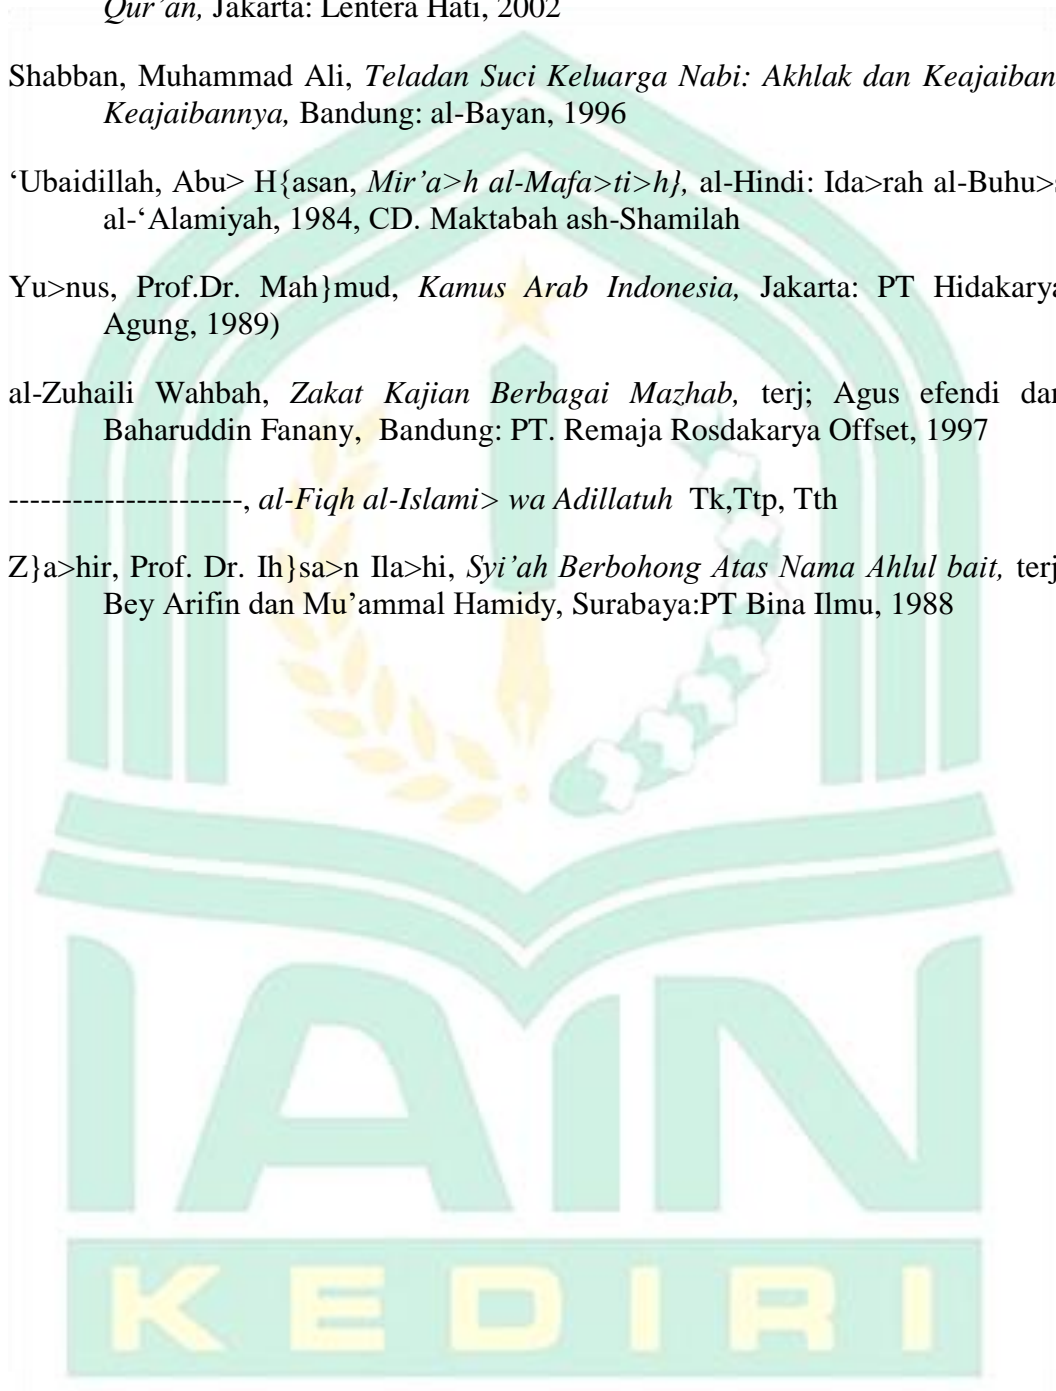 Qur'an, Jakarta: Lentera Hati, 2002
Shabban, Muhammad Ali, Teladan Suci Keluarga Nabi: Akhlak dan Keajaiban
Keajaibannya, Bandung: al-Bayan, 1996
'Ubaidillah, Abu> H{asan, Mir'a>h al-Mafa>ti>h}, al-Hindi: Ida>rah al-Buhu>s
al-'Alamiyah, 1984, CD. Maktabah ash-Shamilah
Yu>nus, Prof.Dr. Mah}mud, Kamus Arab Indonesia, Jakarta: PT Hidakarya
Agung, 1989)
al-Zuhaili Wahbah, Zakat Kajian Berbagai Mazhab, terj; Agus efendi dan
Baharuddin Fanany, Bandung: PT. Remaja Rosdakarya Offset, 1997
----------------------, al-Fiqh al-Islami> wa Adillatuh Tk,Ttp, Tth
Z}a>hir, Prof. Dr. Ih}sa>n Ila>hi, Syi'ah Berbohong Atas Nama Ahlul bait, terj
Bey Arifin dan Mu'ammal Hamidy, Surabaya:PT Bina Ilmu, 1988
IAIN
KEDIRI